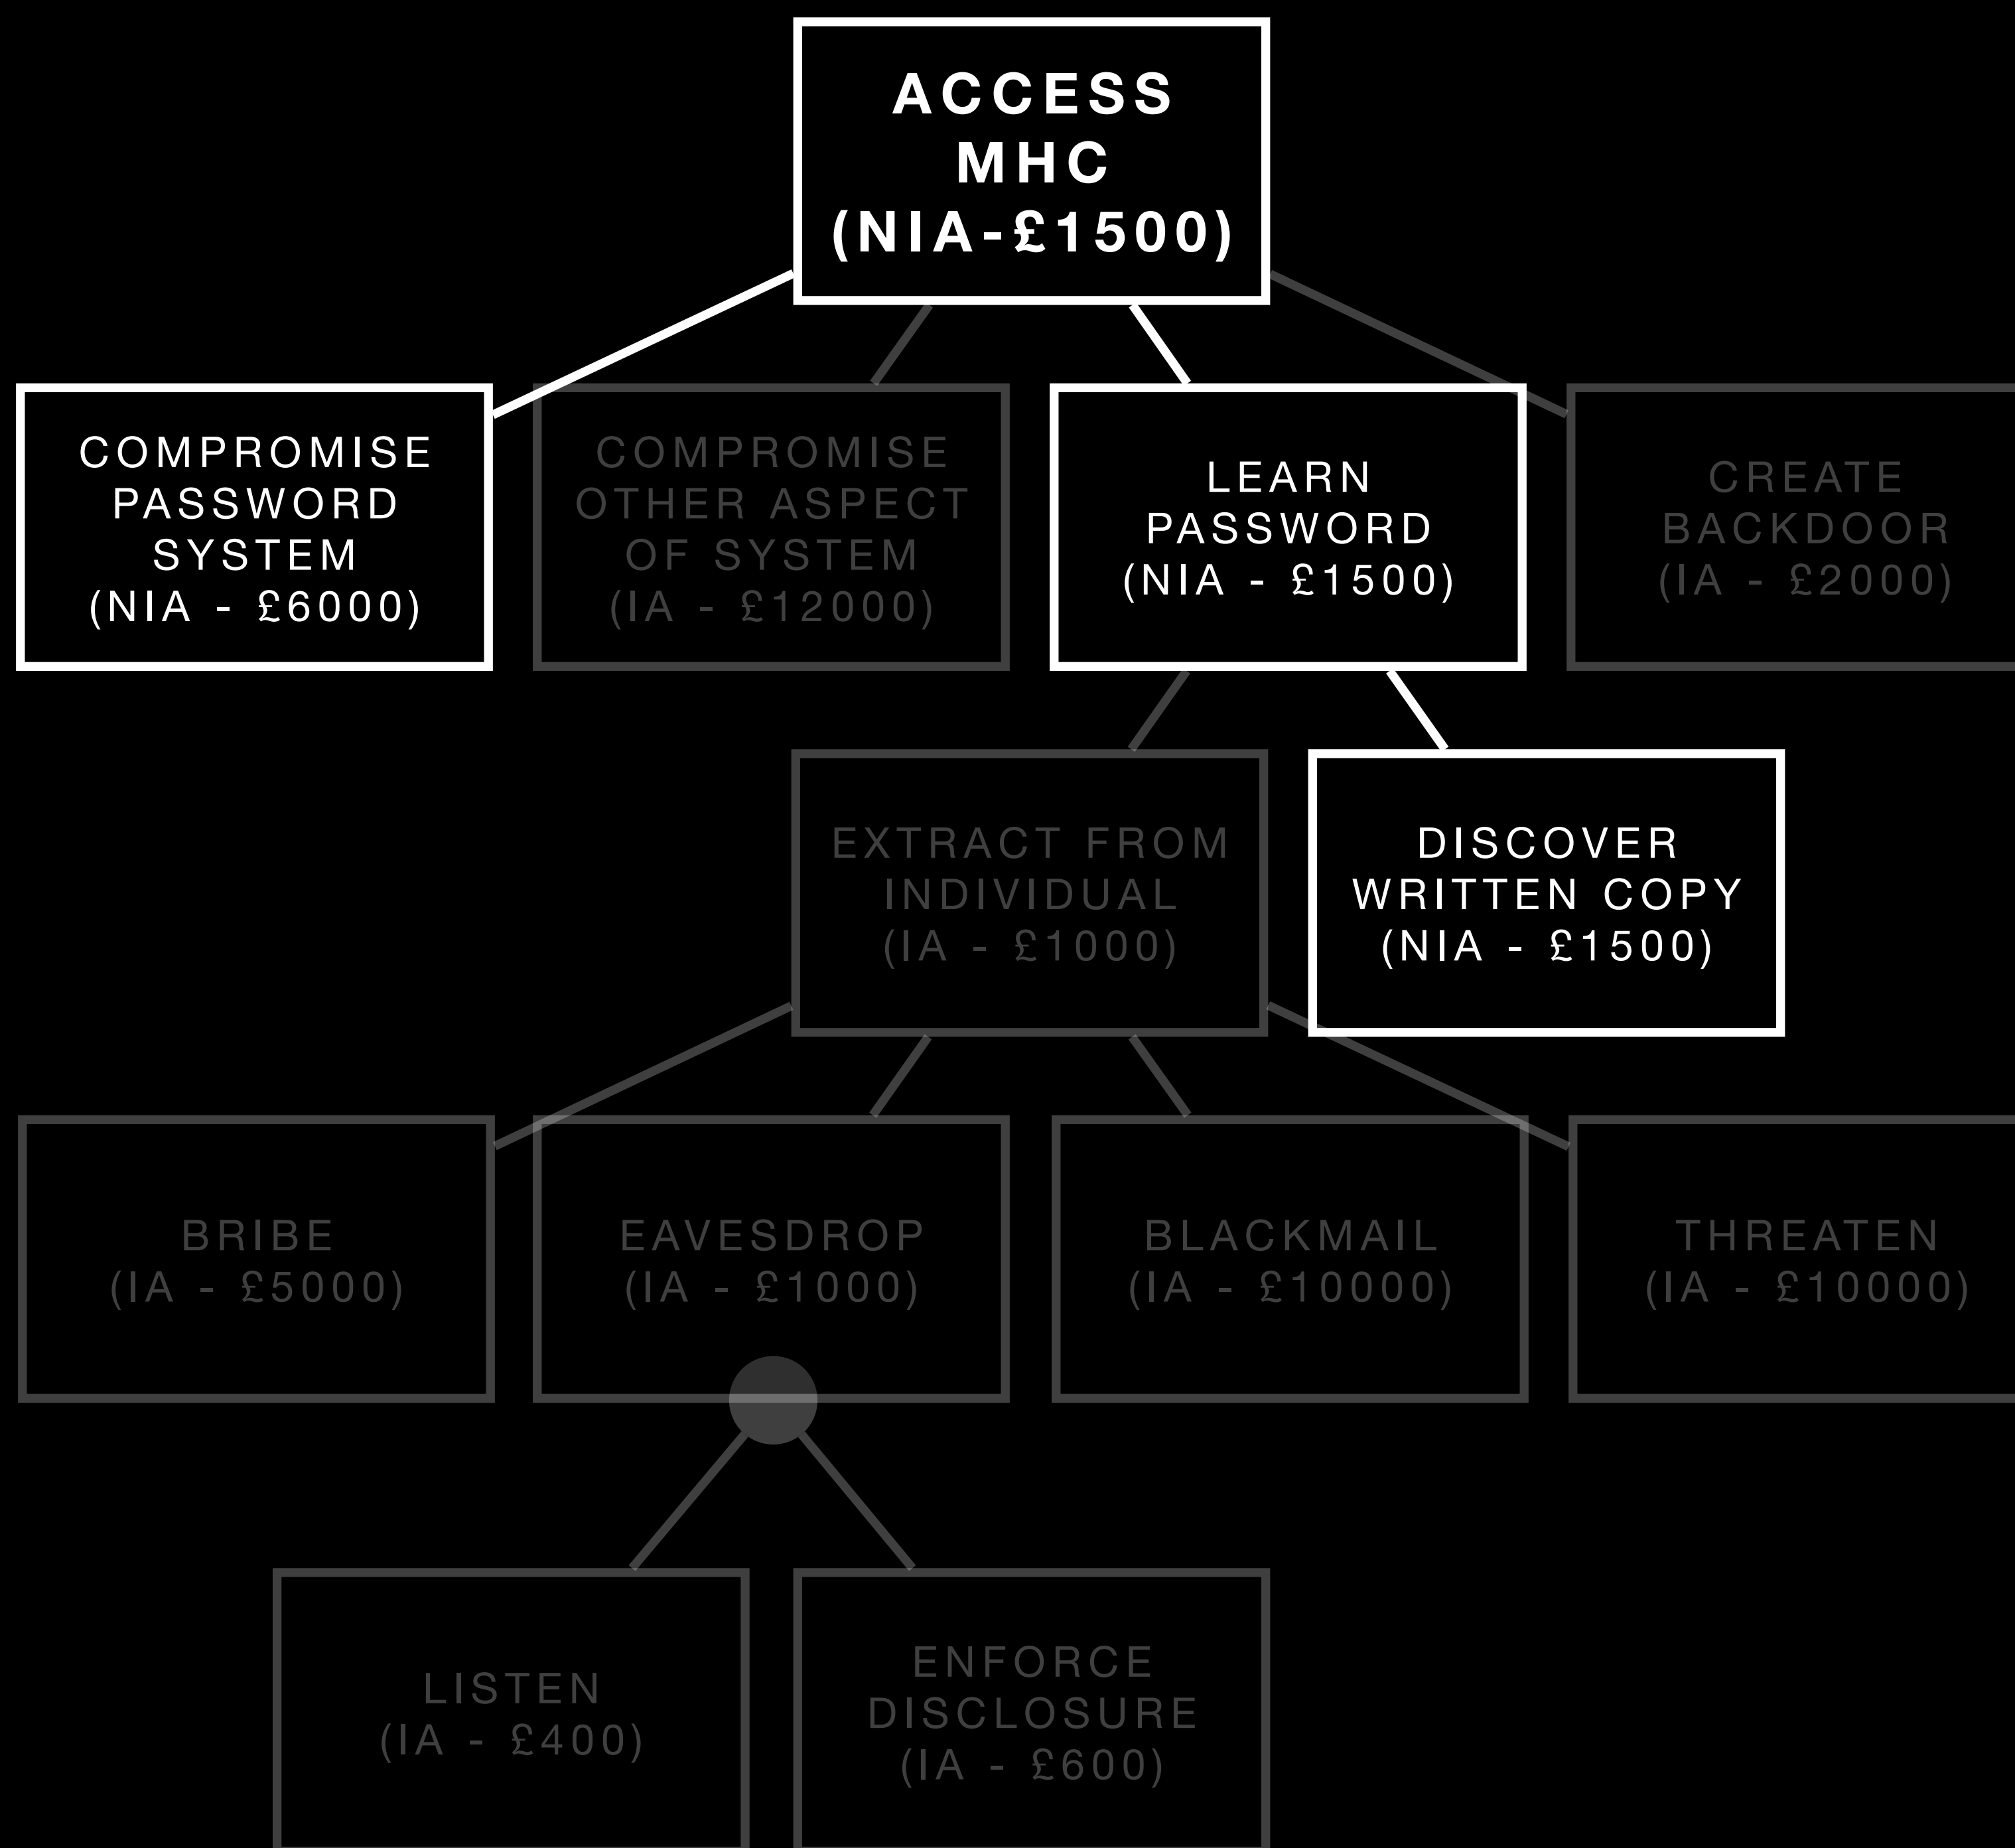 ACCESS
MHC
(NIA-£1500)
COMPROMISE
PASSWORD
SYSTEM
(NIA - £6000)
COMPROMISE
OTHER ASPECT
OF SYSTEM
(IA - £12000)
LEARN
PASSWORD
(NIA - £1500)
CREATE
BACKDOOR
(IA - £2000)
EXTRACT FROM
INDIVIDUAL
(IA - £1000)
DISCOVER
WRITTEN COPY
(NIA - £1500)
BRIBE
(IA - £5000)
EAVESDROP
(IA - £1000)
BLACKMAIL
(IA - £10000)
THREATEN
(IA - £10000)
LISTEN
(IA - £400)
ENFORCE
DISCLOSURE
(IA - £600)